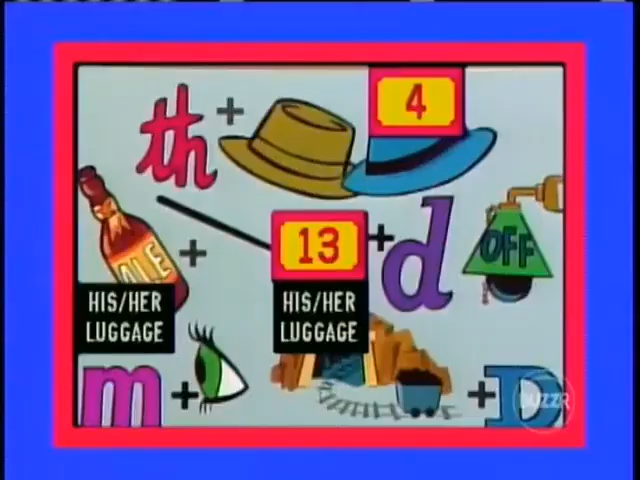 th + 4
ALE + 13 + d OFF
HIS/HER
LUGGAGE
HIS/HER
LUGGAGE
m + + D
BUZZR